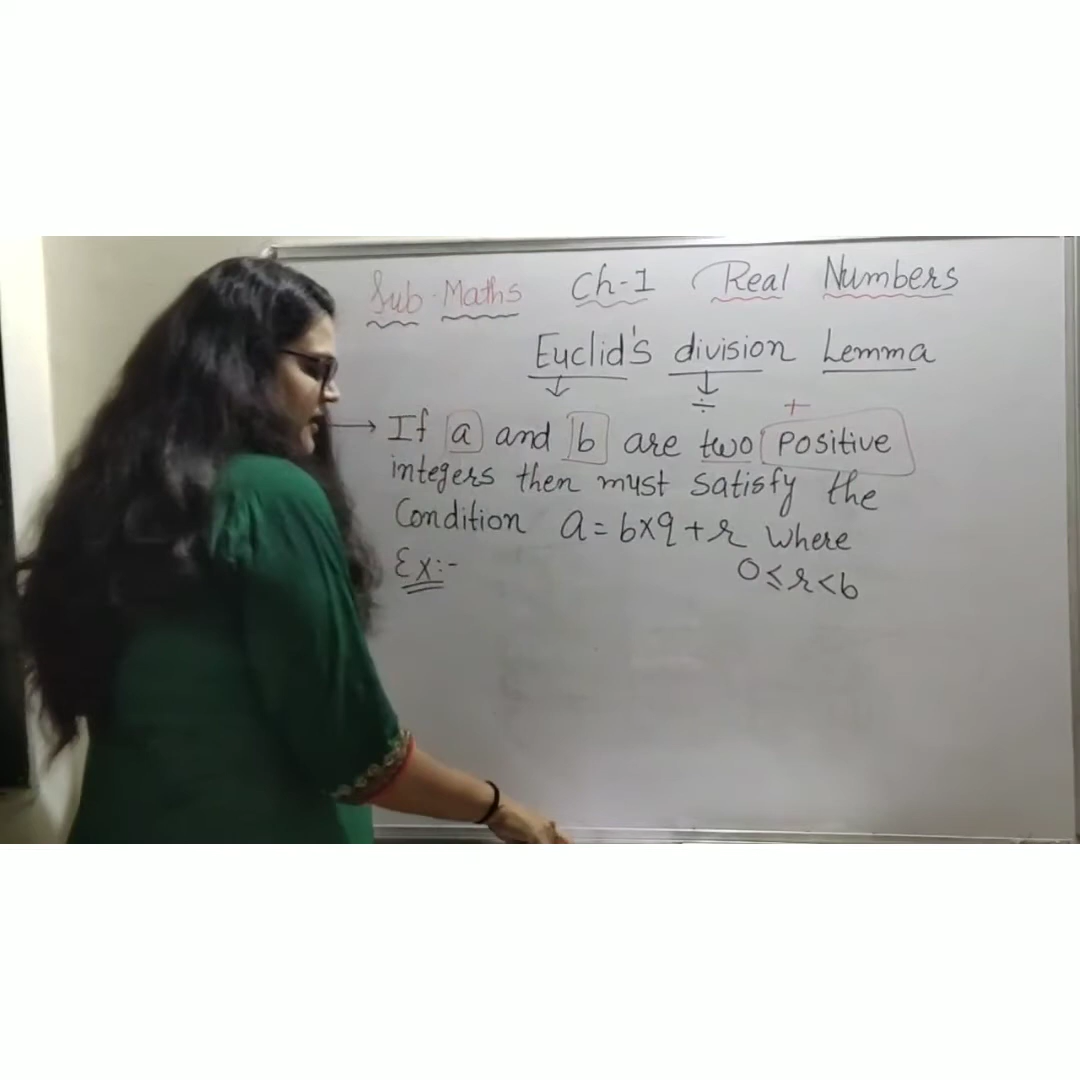 Sub - Maths Ch-1 Real Numbers
Euclid's division Lemma
÷
+
→ If a and b are two positive
integers then must satisfy the
Condition a = b×q + r where
Ex:- 0 ≤ r < b